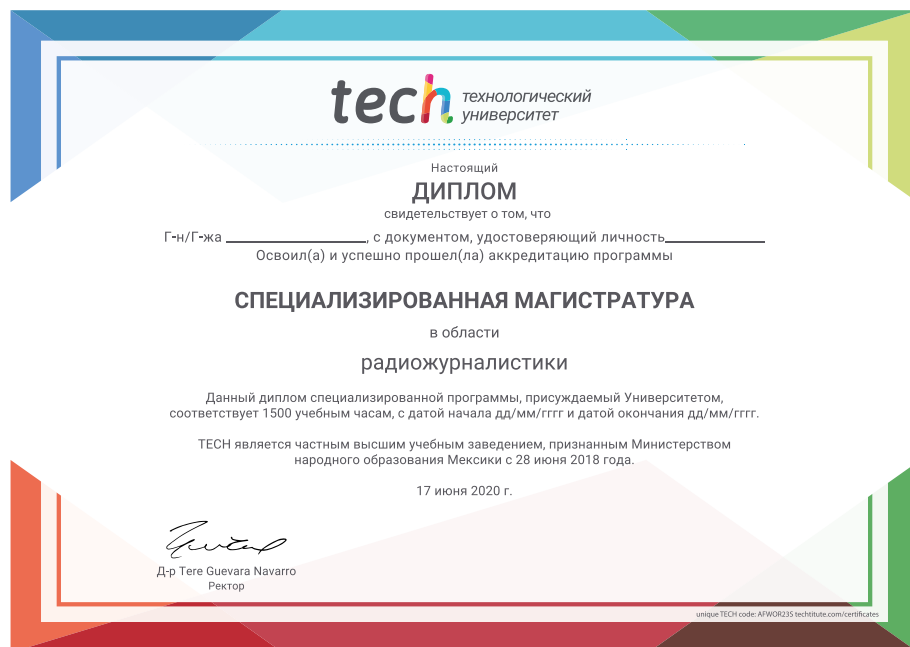 tech технологический
университет
Настоящий
ДИПЛОМ
свидетельствует о том, что
Г-н/Г-жа ____________, с документом, удостоверяющий личность____________
Освоил(а) и успешно прошел(ла) аккредитацию программы
СПЕЦИАЛИЗИРОВАННАЯ МАГИСТРАТУРА
в области
радиожурналистики
Данный диплом специализированной программы, присуждаемый Университетом,
соответствует 1500 учебным часам, с датой начала дд/мм/гггг и датой окончания дд/мм/гггг.
TECH является частным высшим учебным заведением, признанным Министерством
народного образования Мексики с 28 июня 2018 года.
17 июня 2020 г.
Д-р Tere Guevara Navarro
Ректор
unique TECH code: AFWOR23S techtitute.com/certificates